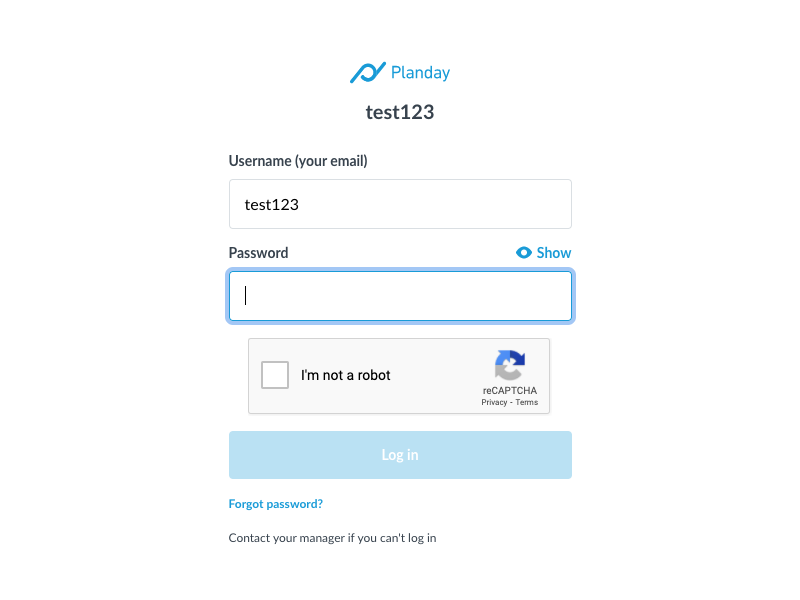 Planday
test123
Username (your email)
test123
Password
Show
I'm not a robot
reCAPTCHA
Privacy - Terms
Log in
Forgot password?
Contact your manager if you can't log in